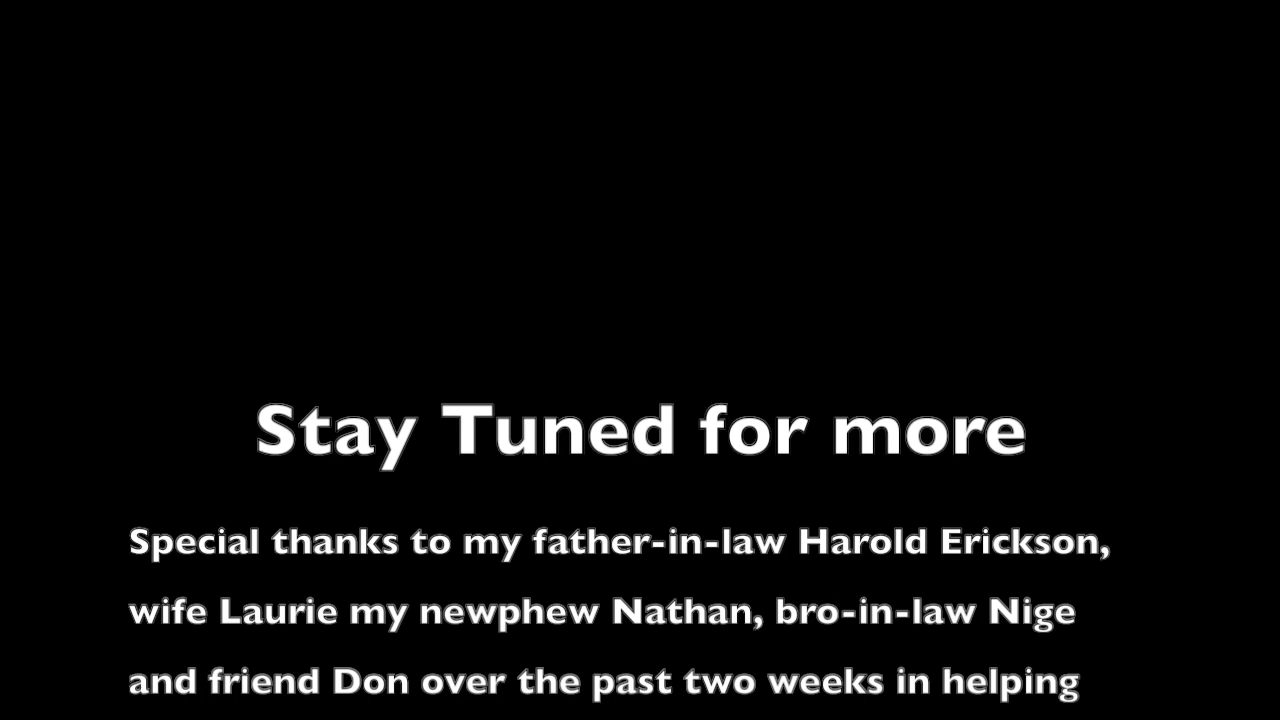 Stay Tuned for more
Special thanks to my father-in-law Harold Erickson,
wife Laurie my newphew Nathan, bro-in-law Nige
and friend Don over the past two weeks in helping